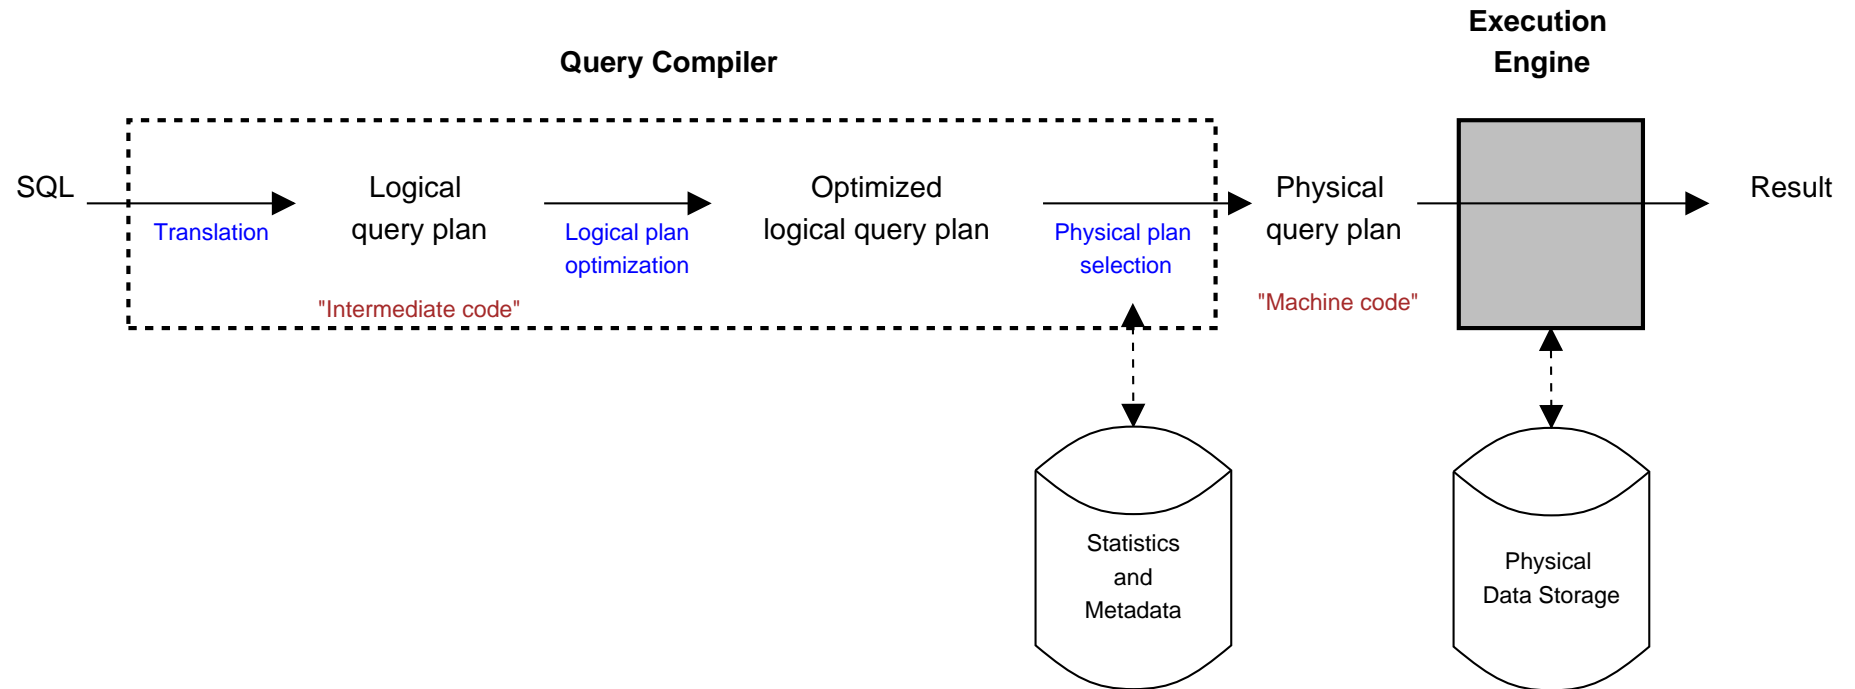 Execution
Engine
Query Compiler
SQL
Translation
Logical
query plan
"Intermediate code"
Logical plan
optimization
Optimized
logical query plan
Physical plan
selection
Physical
query plan
"Machine code"
Result
Statistics
and
Metadata
Physical
Data Storage